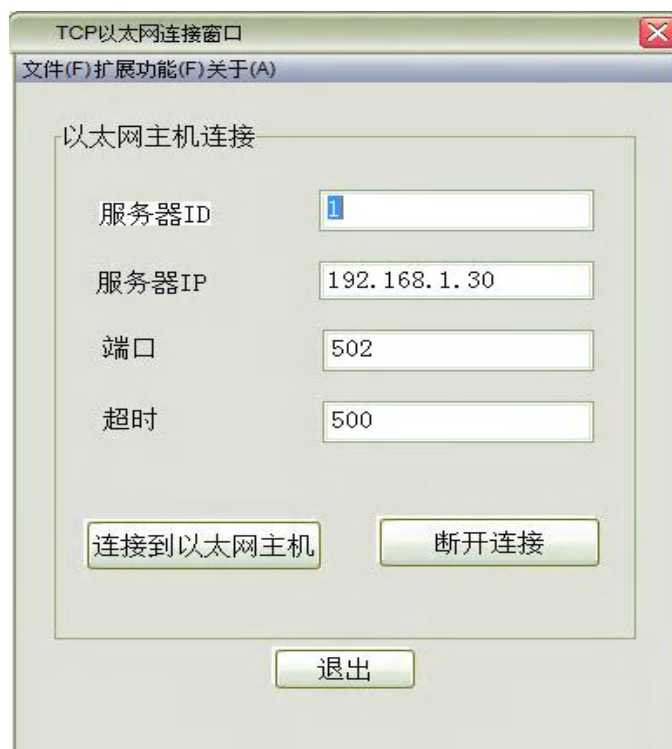 TCP以太网连接窗口
文件(F)扩展功能(F)关于(A)
以太网主机连接
服务器ID 1
服务器IP 192.168.1.30
端口 502
超时 500
连接到以太网主机 断开连接
退出